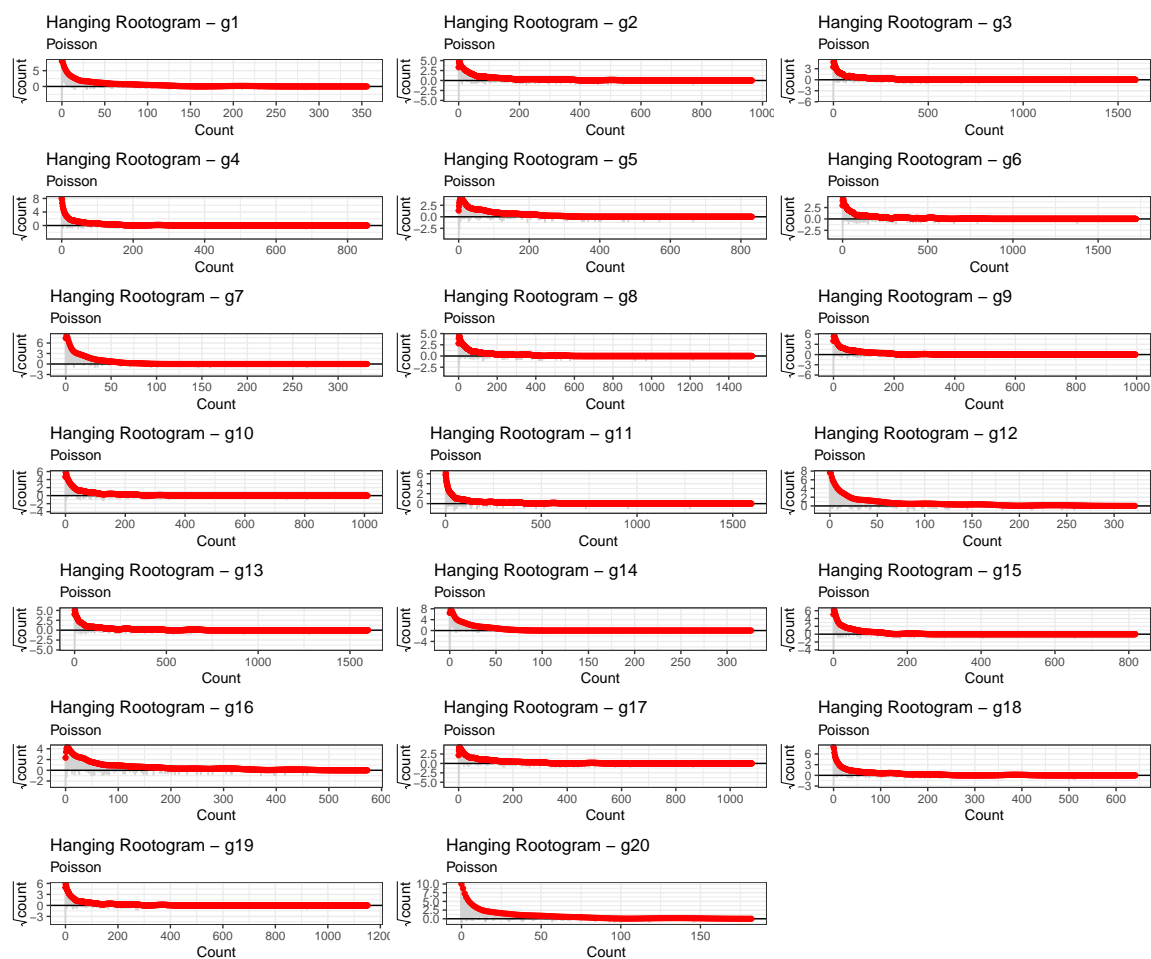 Hanging Rootogram – g1
Poisson
√count
5
0
0 50 100 150 200 250 300 350
Count
Hanging Rootogram – g2
Poisson
√count
5.0
2.5
0.0
−2.5
−5.0
0 200 400 600 800 1000
Count
Hanging Rootogram – g3
Poisson
√count
3
0
−3
−6
0 500 1000 1500
Count
Hanging Rootogram – g4
Poisson
√count
8
4
0
0 200 400 600 800
Count
Hanging Rootogram – g5
Poisson
√count
2.5
0.0
−2.5
0 200 400 600 800
Count
Hanging Rootogram – g6
Poisson
√count
2.5
0.0
−2.5
0 500 1000 1500
Count
Hanging Rootogram – g7
Poisson
√count
6
3
0
−3
0 50 100 150 200 250 300
Count
Hanging Rootogram – g8
Poisson
√count
5.0
2.5
0.0
−2.5
0 200 400 600 800 1000 1200 1400
Count
Hanging Rootogram – g9
Poisson
√count
6
3
0
−3
−6
0 200 400 600 800 1000
Count
Hanging Rootogram – g10
Poisson
√count
6
4
2
0
−2
−4
0 200 400 600 800 1000
Count
Hanging Rootogram – g11
Poisson
√count
6
4
2
0
0 500 1000 1500
Count
Hanging Rootogram – g12
Poisson
√count
8
6
4
2
0
0 50 100 150 200 250 300
Count
Hanging Rootogram – g13
Poisson
√count
5.0
2.5
0.0
−2.5
−5.0
0 500 1000 1500
Count
Hanging Rootogram – g14
Poisson
√count
8
4
0
−4
0 50 100 150 200 250 300
Count
Hanging Rootogram – g15
Poisson
√count
6
4
2
0
−2
−4
0 200 400 600 800
Count
Hanging Rootogram – g16
Poisson
√count
4
2
0
−2
0 100 200 300 400 500 600
Count
Hanging Rootogram – g17
Poisson
√count
2.5
0.0
−2.5
−5.0
0 200 400 600 800 1000
Count
Hanging Rootogram – g18
Poisson
√count
6
3
0
−3
0 100 200 300 400 500 600
Count
Hanging Rootogram – g19
Poisson
√count
6
3
0
−3
0 200 400 600 800 1000 1200
Count
Hanging Rootogram – g20
Poisson
√count
10.0
7.5
5.0
2.5
0.0
0 50 100 150
Count